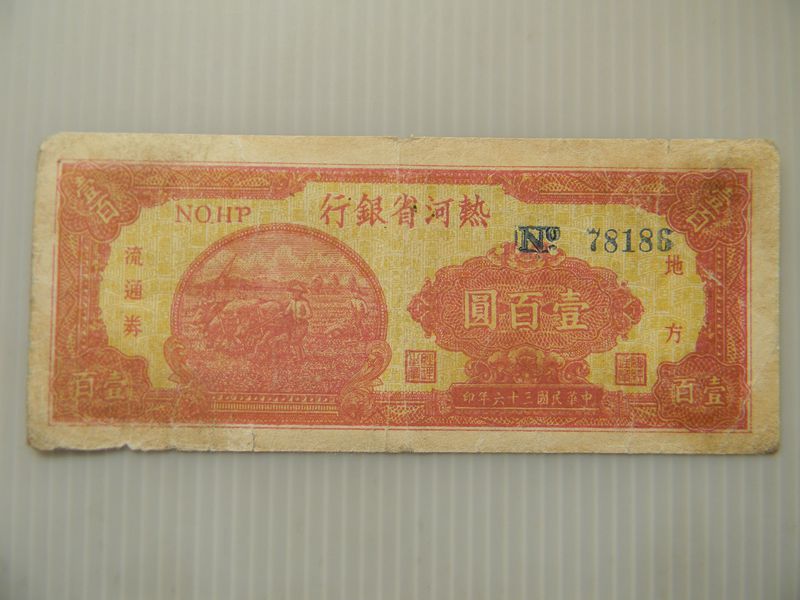 熱河省銀行
NO.HP
No 78186
地方
流通券
壹百圓
中華民國三十六年印
壹百
壹百
壹百
壹百